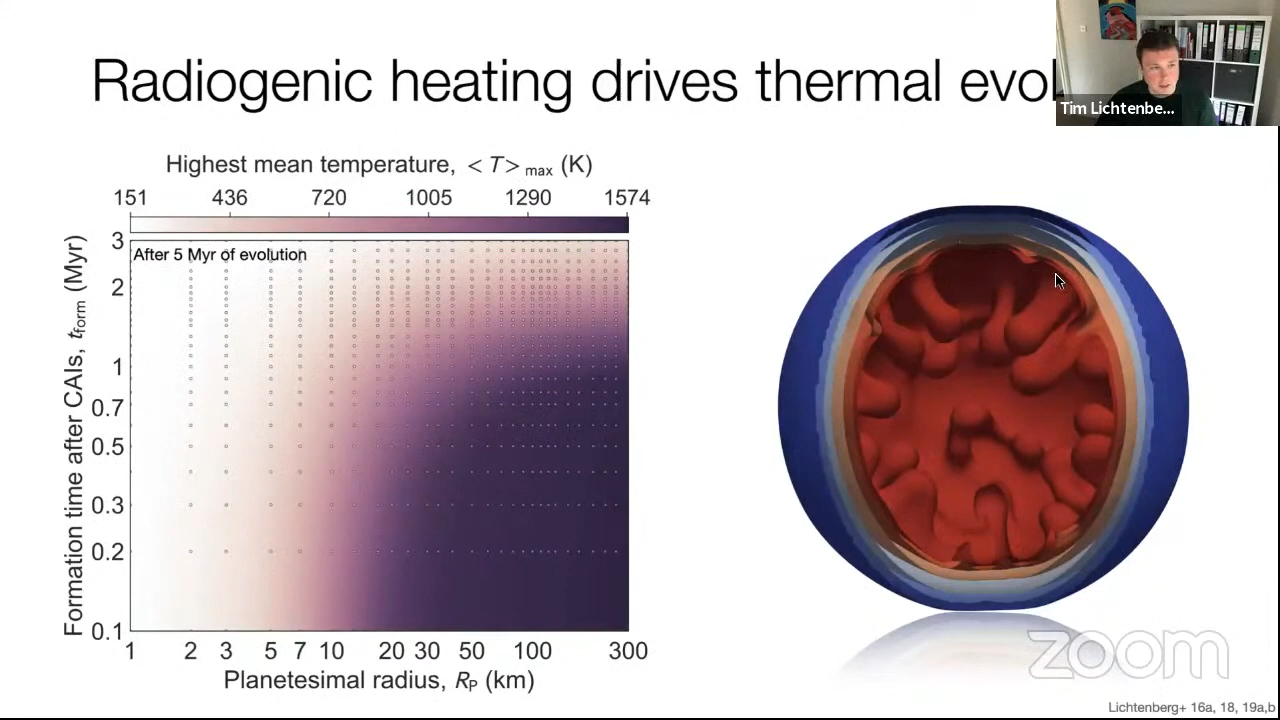 Radiogenic heating drives thermal evol
Tim Lichtenbe...
Highest mean temperature, < T > max (K)
151 436 720 1005 1290 1574
After 5 Myr of evolution
Formation time after CAIs, tform (Myr)
3
2
1
0.7
0.5
0.3
0.2
0.1
1 2 3 5 7 10 20 30 50 100 300
Planetesimal radius, RP (km)
zoom
Lichtenberg+ 16a, 18, 19a,b